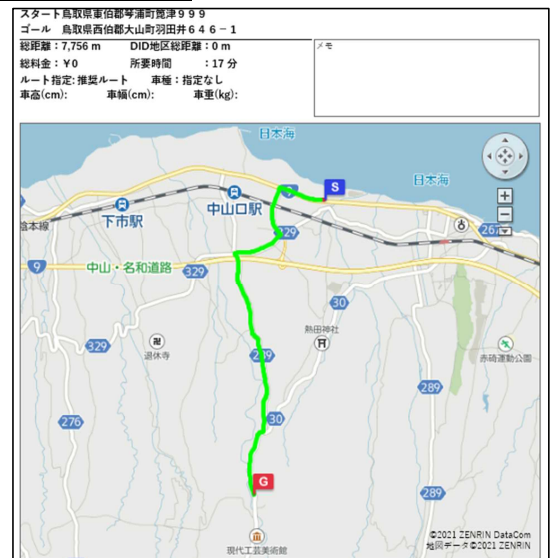 スタート鳥取県東伯郡琴浦町箆津９９９
ゴール 鳥取県西伯郡大山町羽田井６４６－１
総距離：7,756 m DID地区総距離：0 m
総料金：￥0 所要時間 ：17 分
ルート指定: 推奨ルート 車種：指定なし
車高(cm): 車幅(cm): 車重(kg):
メモ
日本海
S
日本海
9
中山口駅
下市駅
陰本線
329
267
9
中山・名和道路
329
30
熱田神社
退休寺
329
289
赤碕運動公園
289
276
30
G
289
現代工芸美術館
©2021 ZENRIN DataCom
地図データ©2021 ZENRIN